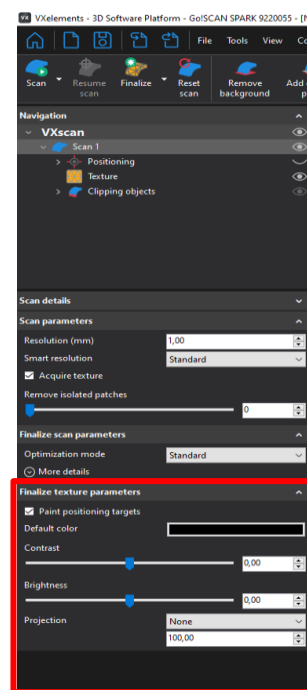 VXelements - 3D Software Platform - Go!SCAN SPARK 9220055 - [N
File Tools View Co
Scan Resume scan Finalize Reset scan Remove background Add
Navigation
VXscan
Scan 1
Positioning
Texture
Clipping objects
Scan details
Scan parameters
Resolution (mm) 1,00
Smart resolution Standard
Acquire texture
Remove isolated patches
0
Finalize scan parameters
Optimization mode Standard
More details
Finalize texture parameters
Paint positioning targets
Default color
Contrast
0,00
Brightness
0,00
Projection None
100,00